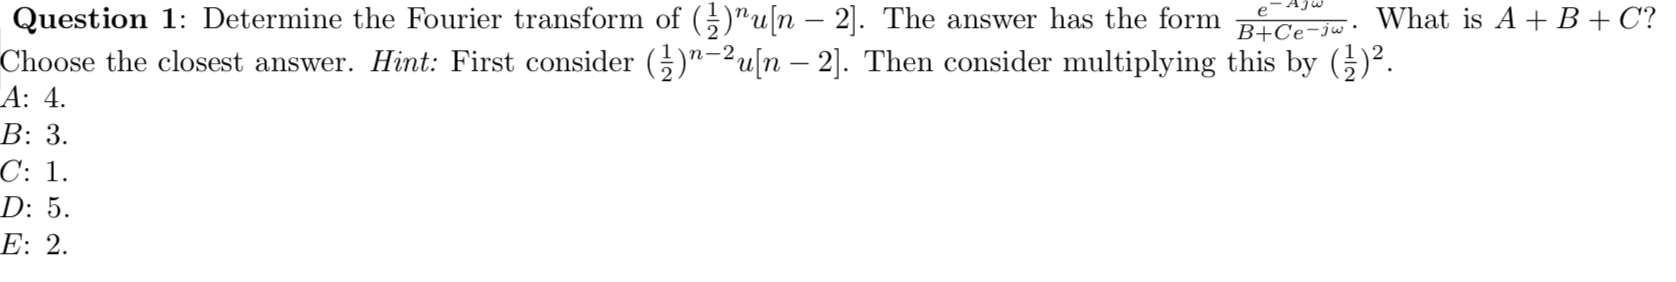 Question 1: Determine the Fourier transform of (1/2)^n u[n − 2]. The answer has the form e^{−Ajω}/(B+Ce^{−jω}). What is A + B + C?
Choose the closest answer. Hint: First consider (1/2)^{n−2} u[n − 2]. Then consider multiplying this by (1/2)^2.
A: 4.
B: 3.
C: 1.
D: 5.
E: 2.